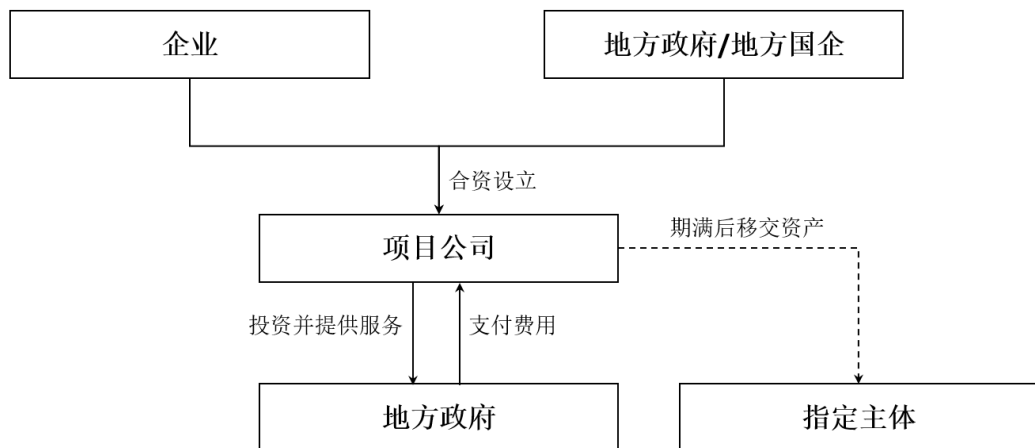 企业
地方政府/地方国企
合资设立
项目公司
期满后移交资产
投资并提供服务
支付费用
地方政府
指定主体